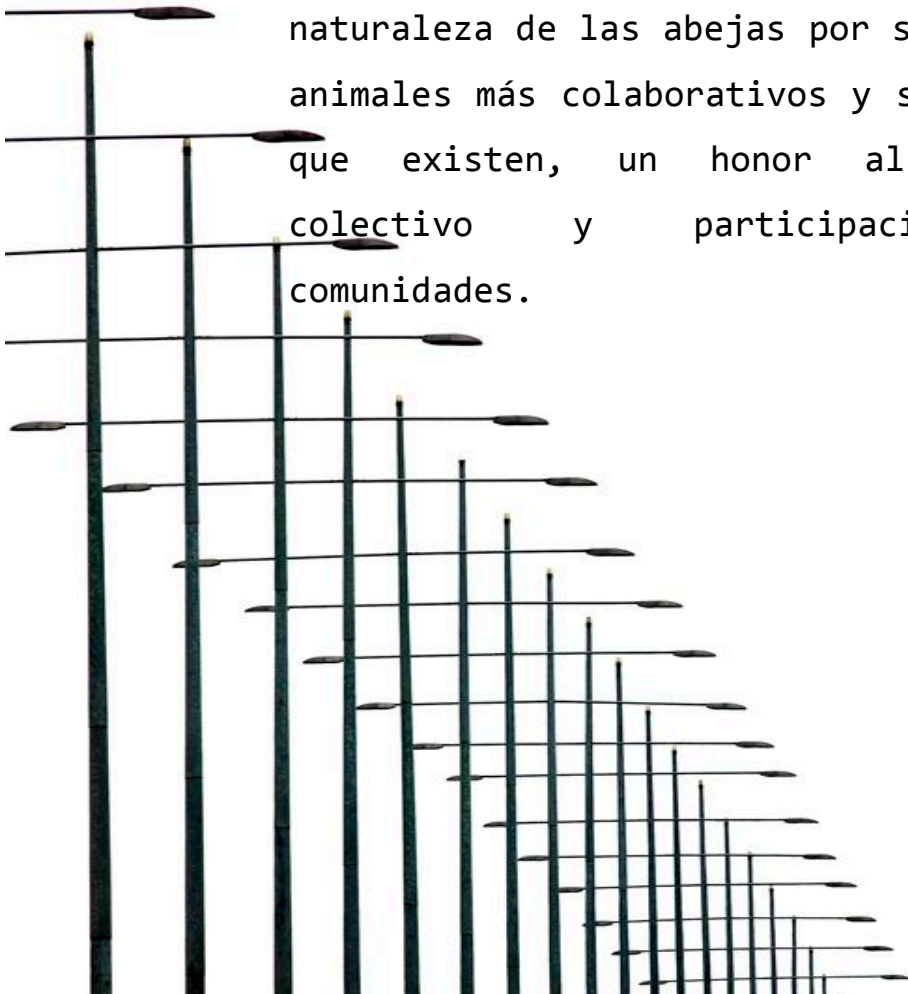 naturaleza de las abejas por s
animales más colaborativos y s
que existen, un honor al
colectivo y participaci
comunidades.